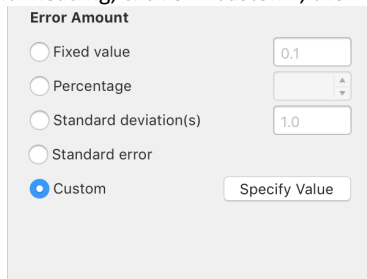 Error Amount
Fixed value 0.1
Percentage
Standard deviation(s) 1.0
Standard error
Custom Specify Value